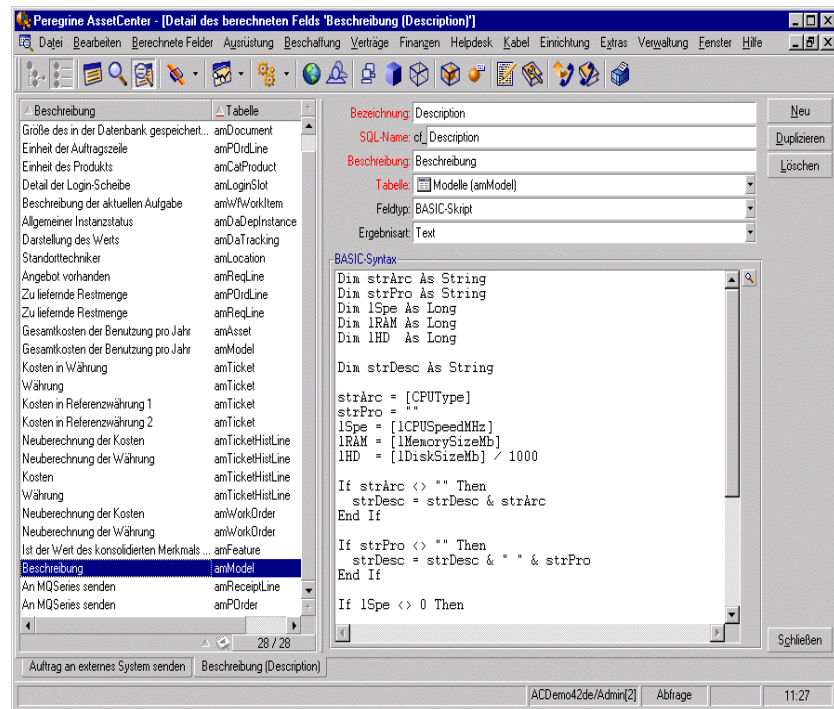 Peregrine AssetCenter - [Detail des berechneten Felds 'Beschreibung (Description)']
Datei Bearbeiten Berechnete Felder Ausrüstung Beschaffung Verträge Finanzen Helpdesk Kabel Einrichtung Extras Verwaltung Fenster Hilfe
Beschreibung Tabelle
Größe des in der Datenbank gespeichert... amDocument
Einheit der Auftragszeile amPOrdLine
Einheit des Produkts amCatProduct
Detail der Login-Scheibe amLoginSlot
Beschreibung der aktuellen Aufgabe amWfWorkItem
Allgemeiner Instanzstatus amDaDepInstance
Darstellung des Werts amDaTracking
Standorttechniker amLocation
Angebot vorhanden amReqLine
Zu liefernde Restmenge amPOrdLine
Zu liefernde Restmenge amReqLine
Gesamtkosten der Benutzung pro Jahr amAsset
Gesamtkosten der Benutzung pro Jahr amModel
Kosten in Währung amTicket
Währung amTicket
Kosten in Referenzwährung 1 amTicket
Kosten in Referenzwährung 2 amTicket
Neuberechnung der Kosten amTicketHistLine
Neuberechnung der Währung amTicketHistLine
Kosten amTicketHistLine
Währung amTicketHistLine
Neuberechnung der Kosten amWorkOrder
Neuberechnung der Währung amWorkOrder
Ist der Wert des konsolidierten Merkmals ... amFeature
Beschreibung amModel
An MQSeries senden amReceiptLine
An MQSeries senden amPOrder
28 / 28
Bezeichnung: Description
SQL-Name: cf_ Description
Beschreibung: Beschreibung
Tabelle: Modelle (amModel)
Feldtyp: BASIC-Skript
Ergebnisart: Text
BASIC-Syntax
Dim strArc As String
Dim strPro As String
Dim lSpe As Long
Dim lRAM As Long
Dim lHD As Long
Dim strDesc As String
strArc = [CPUType]
strPro = ""
lSpe = [lCPUSpeedMHz]
lRAM = [lMemorySizeMb]
lHD = [lDiskSizeMb] / 1000
If strArc <> "" Then
strDesc = strDesc & strArc
End If
If strPro <> "" Then
strDesc = strDesc & " " & strPro
End If
If lSpe <> 0 Then
Neu
Duplizieren
Löschen
Schließen
Auftrag an externes System senden Beschreibung (Description)
ACDemo42de/Admin[2] Abfrage 11:27